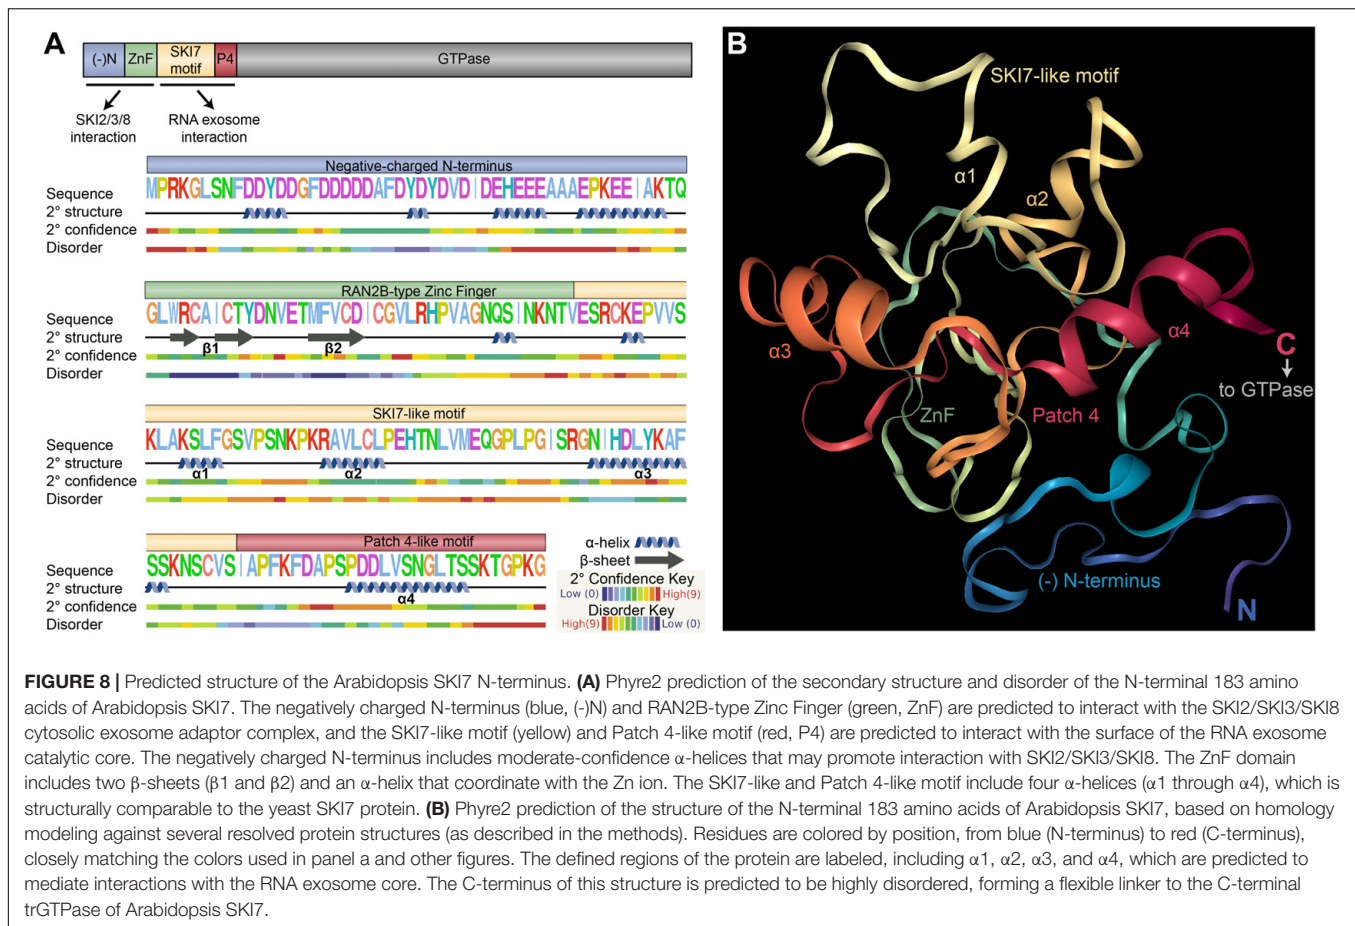 A
(-)N ZnF SKI7 motif P4 GTPase
SKI2/3/8 interaction
RNA exosome interaction
Negative-charged N-terminus
Sequence MPRKGLSNFDDYDDGFDDDDDAFDYDYDVDIDEHEEEAAAEPKEEIAKTQ
2° structure
2° confidence
Disorder
RAN2B-type Zinc Finger
Sequence GLWRCAICTYDNVETMFVCDICGVLRHPVAGNQSINKNTVESRCKEPVVS
2° structure
β1 β2
2° confidence
Disorder
SKI7-like motif
Sequence KLAKSLFGSVPSNKPKRAVLCLPEHTNLVMEQGPLPGISRGNIHDLYKAF
2° structure
α1 α2 α3
2° confidence
Disorder
Patch 4-like motif
Sequence SSKNSCVSIAPFKFDAPSPDDLVSNGLTSSKTGPKG
2° structure
α4
2° confidence
Disorder
α-helix
β-sheet
2° Confidence Key
Low (0) High(9)
Disorder Key
High(9) Low (0)
B
SKI7-like motif
α1
α2
α3
α4
C
to GTPase
ZnF
Patch 4
(-) N-terminus
N
FIGURE 8 | Predicted structure of the Arabidopsis SKI7 N-terminus. (A) Phyre2 prediction of the secondary structure and disorder of the N-terminal 183 amino
acids of Arabidopsis SKI7. The negatively charged N-terminus (blue, (-)N) and RAN2B-type Zinc Finger (green, ZnF) are predicted to interact with the SKI2/SKI3/SKI8
cytosolic exosome adaptor complex, and the SKI7-like motif (yellow) and Patch 4-like motif (red, P4) are predicted to interact with the surface of the RNA exosome
catalytic core. The negatively charged N-terminus includes moderate-confidence α-helices that may promote interaction with SKI2/SKI3/SKI8. The ZnF domain
includes two β-sheets (β1 and β2) and an α-helix that coordinate with the Zn ion. The SKI7-like and Patch 4-like motif include four α-helices (α1 through α4), which is
structurally comparable to the yeast SKI7 protein. (B) Phyre2 prediction of the structure of the N-terminal 183 amino acids of Arabidopsis SKI7, based on homology
modeling against several resolved protein structures (as described in the methods). Residues are colored by position, from blue (N-terminus) to red (C-terminus),
closely matching the colors used in panel a and other figures. The defined regions of the protein are labeled, including α1, α2, α3, and α4, which are predicted to
mediate interactions with the RNA exosome core. The C-terminus of this structure is predicted to be highly disordered, forming a flexible linker to the C-terminal
trGTPase of Arabidopsis SKI7.